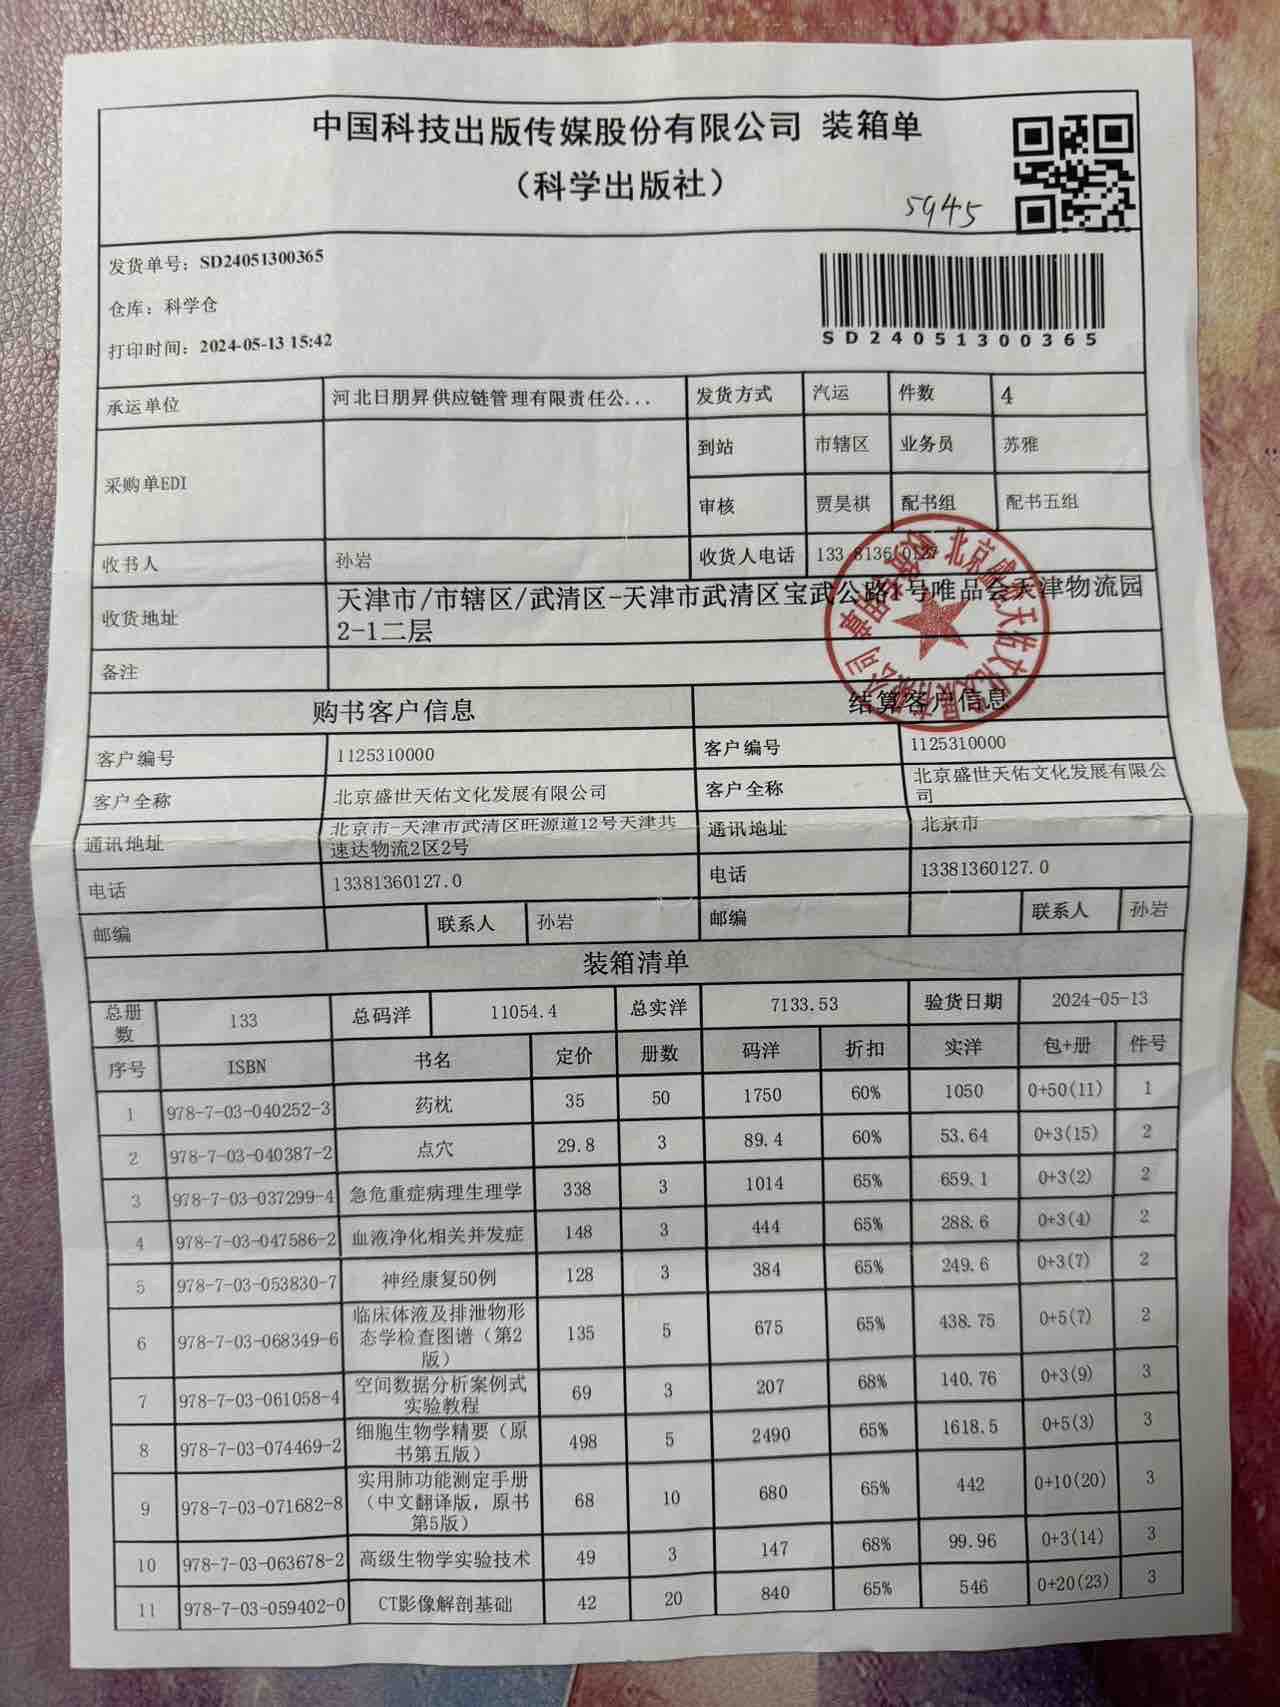 中国科技出版传媒股份有限公司 装箱单
（科学出版社）
5945
发货单号：SD24051300365
仓库：科学仓
打印时间：2024-05-13 15:42
SD24051300365
承运单位 河北日朋昇供应链管理有限责任公... 发货方式 汽运 件数 4
采购单EDI 到站 市辖区 业务员 苏雅
审核 贾昊祺 配书组 配书五组
收书人 孙岩 收货人电话 13381360127
收货地址 天津市/市辖区/武清区-天津市武清区宝武公路1号唯品会天津物流园
2-1二层
备注
购书客户信息 结算客户信息
客户编号 1125310000 客户编号 1125310000
客户全称 北京盛世天佑文化发展有限公司 客户全称 北京盛世天佑文化发展有限公
司
通讯地址 北京市-天津市武清区旺源道12号天津共
速达物流2区2号 通讯地址 北京市
电话 13381360127.0 电话 13381360127.0
邮编 联系人 孙岩 邮编 联系人 孙岩
装箱清单
总册
数 133 总码洋 11054.4 总实洋 7133.53 验货日期 2024-05-13
序号 ISBN 书名 定价 册数 码洋 折扣 实洋 包+册 件号
1 978-7-03-040252-3 药枕 35 50 1750 60% 1050 0+50(11) 1
2 978-7-03-040387-2 点穴 29.8 3 89.4 60% 53.64 0+3(15) 2
3 978-7-03-037299-4 急危重症病理生理学 338 3 1014 65% 659.1 0+3(2) 2
4 978-7-03-047586-2 血液净化相关并发症 148 3 444 65% 288.6 0+3(4) 2
5 978-7-03-053830-7 神经康复50例 128 3 384 65% 249.6 0+3(7) 2
6 978-7-03-068349-6 临床体液及排泄物形
态学检查图谱（第2
版） 135 5 675 65% 438.75 0+5(7) 2
7 978-7-03-061058-4 空间数据分析案例式
实验教程 69 3 207 68% 140.76 0+3(9) 3
8 978-7-03-074469-2 细胞生物学精要（原
书第五版） 498 5 2490 65% 1618.5 0+5(3) 3
9 978-7-03-071682-8 实用肺功能测定手册
（中文翻译版，原书
第5版） 68 10 680 65% 442 0+10(20) 3
10 978-7-03-063678-2 高级生物学实验技术 49 3 147 68% 99.96 0+3(14) 3
11 978-7-03-059402-0 CT影像解剖基础 42 20 840 65% 546 0+20(23) 3